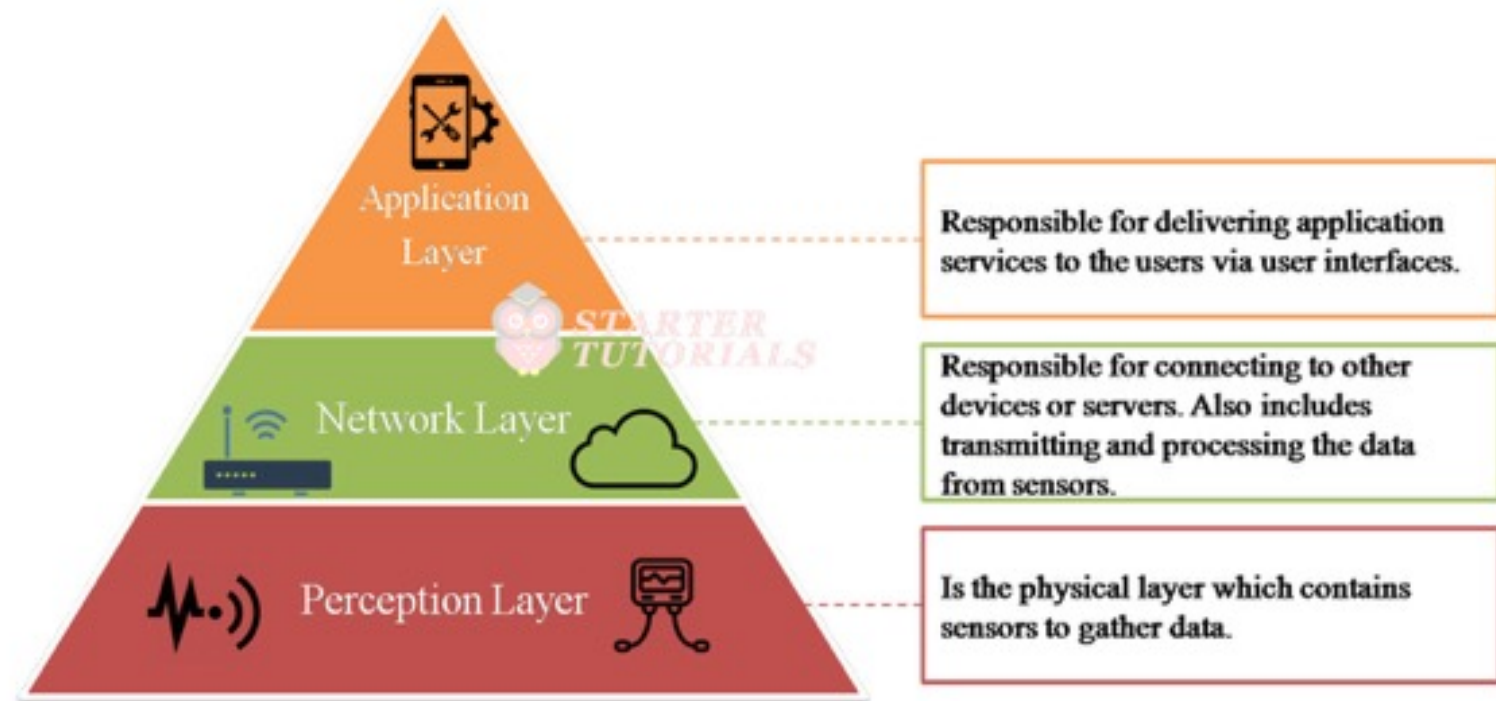 Application
Layer
Responsible for delivering application
services to the users via user interfaces.
STARTER
TUTORIALS
Network Layer
Responsible for connecting to other
devices or servers. Also includes
transmitting and processing the data
from sensors.
Perception Layer
Is the physical layer which contains
sensors to gather data.